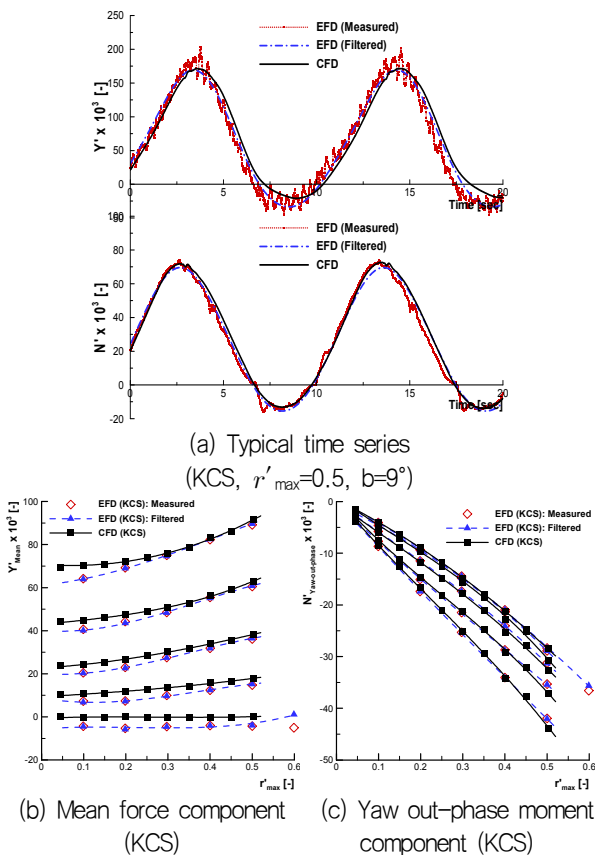 EFD (Measured)
EFD (Filtered)
CFD
Y' x 10³ [-]
250
200
150
100
50
0
0
5
10
15
20
Time [sec]
EFD (Measured)
EFD (Filtered)
CFD
N' x 10³ [-]
100
80
60
40
20
0
-20
0
5
10
15
20
Time [sec]
(a) Typical time series
(KCS, r'max=0.5, b=9°)
EFD (KCS): Measured
EFD (KCS): Filtered
CFD (KCS)
Y'Mean x 10³ [-]
100
80
60
40
20
0
-20
0.1
0.2
0.3
0.4
0.5
0.6
r'max [-]
(b) Mean force component
(KCS)
EFD (KCS): Measured
EFD (KCS): Filtered
CFD (KCS)
N'Yaw-out-phase x 10³ [-]
0
-10
-20
-30
-40
-50
0.1
0.2
0.3
0.4
0.5
0.6
r'max [-]
(c) Yaw out-phase moment
component (KCS)